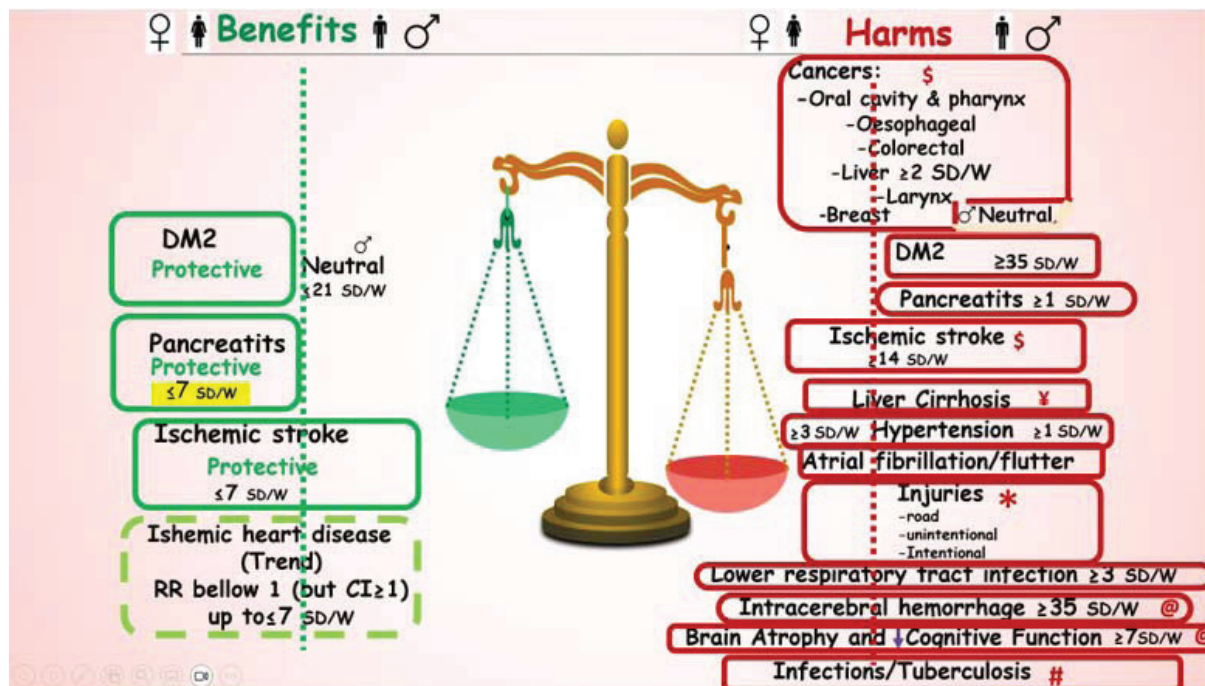 ♀ Benefits ♂
♀ Harms ♂
DM2
Protective
♂
Neutral
≤21 SD/W
Pancreatits
Protective
≤7 SD/W
Ischemic stroke
Protective
≤7 SD/W
Ishemic heart disease
(Trend)
RR bellow 1 (but CI≥1)
up to≤7 SD/W
Cancers: $
-Oral cavity & pharynx
-Oesophageal
-Colorectal
-Liver ≥2 SD/W
-Larynx
-Breast ♂Neutral
DM2 ≥35 SD/W
Pancreatits ≥1 SD/W
Ischemic stroke $
≥14 SD/W
Liver Cirrhosis ¥
≥3 SD/W Hypertension ≥1 SD/W
Atrial fibrillation/flutter
Injuries *
-road
-unintentional
-Intentional
Lower respiratory tract infection ≥3 SD/W
Intracerebral hemorrhage ≥35 SD/W @
Brain Atrophy and ↓Cognitive Function ≥7SD/W @
Infections/Tuberculosis #